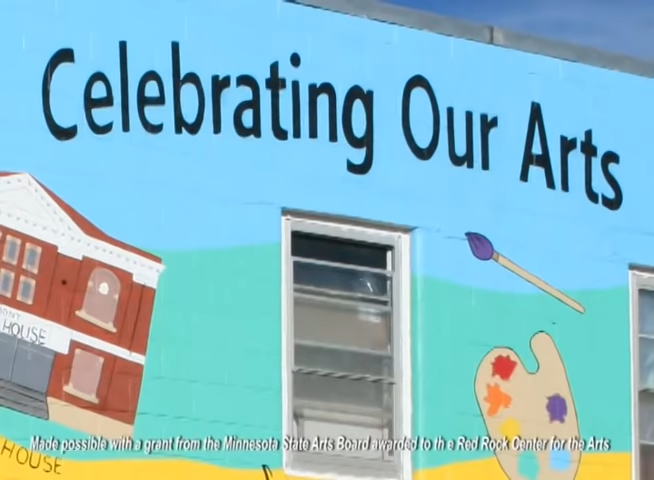 Celebrating Our Arts
HOUSE
Made possible with a grant from the Minnesota State Arts Board awarded to th e Red Rock Center for the Arts
HOUSE